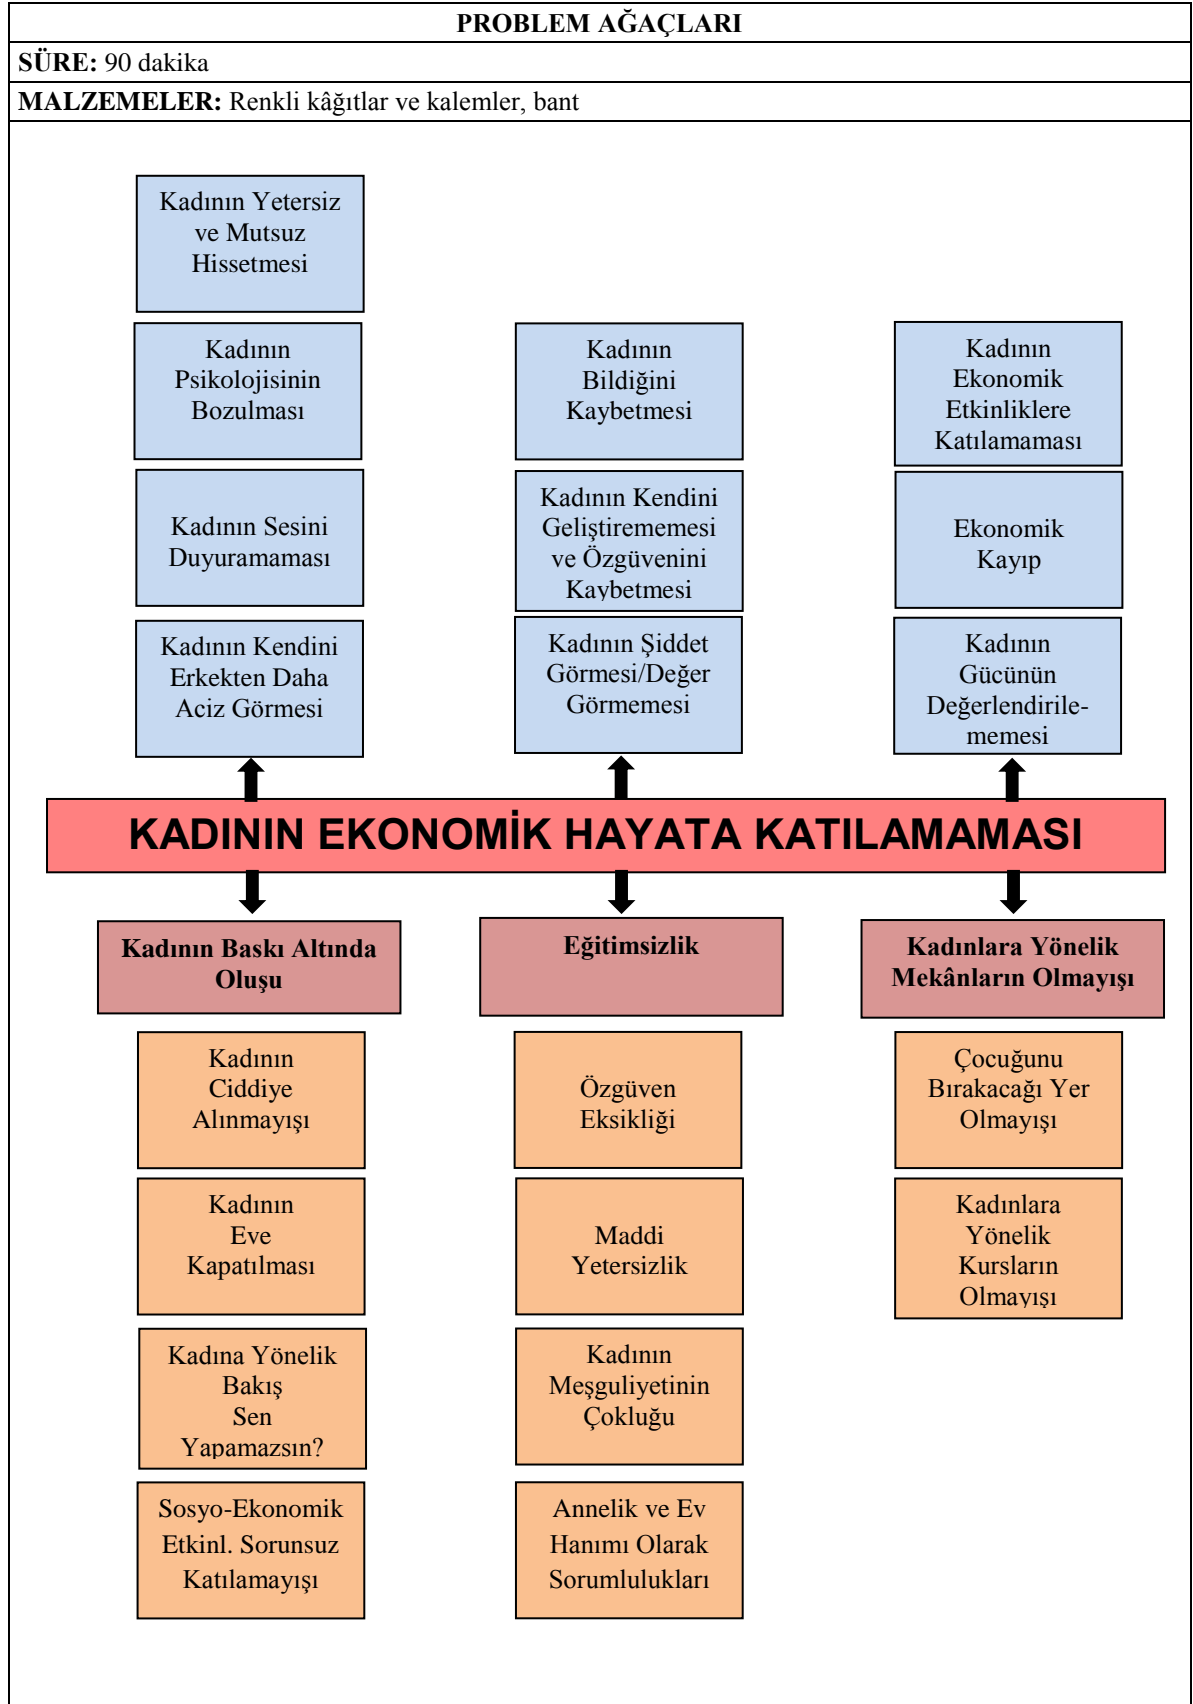 PROBLEM AĞAÇLARI
SÜRE: 90 dakika
MALZEMELER: Renkli kâğıtlar ve kalemler, bant
Kadının Yetersiz
ve Mutsuz
Hissetmesi
Kadının
Psikolojisinin
Bozulması
Kadının
Bildiğini
Kaybetmesi
Kadının
Ekonomik
Etkinliklere
Katılamaması
Kadının Sesini
Duyuramaması
Kadının Kendini
Geliştirememesi
ve Özgüvenini
Kaybetmesi
Ekonomik
Kayıp
Kadının Kendini
Erkekten Daha
Aciz Görmesi
Kadının Şiddet
Görmesi/Değer
Görmemesi
Kadının
Gücünün
Değerlendirile-
memesi
KADININ EKONOMİK HAYATA KATILAMAMASI
Kadının Baskı Altında
Oluşu
Eğitimsizlik
Kadınlara Yönelik
Mekânların Olmayışı
Kadının
Ciddiye
Alınmayışı
Özgüven
Eksikliği
Çocuğunu
Bırakacağı Yer
Olmayışı
Kadının
Eve
Kapatılması
Maddi
Yetersizlik
Kadınlara
Yönelik
Kursların
Olmayışı
Kadına Yönelik
Bakış
Sen
Yapamazsın?
Kadının
Meşguliyetinin
Çokluğu
Sosyo-Ekonomik
Etkinl. Sorunsuz
Katılamayışı
Annelik ve Ev
Hanımı Olarak
Sorumlulukları